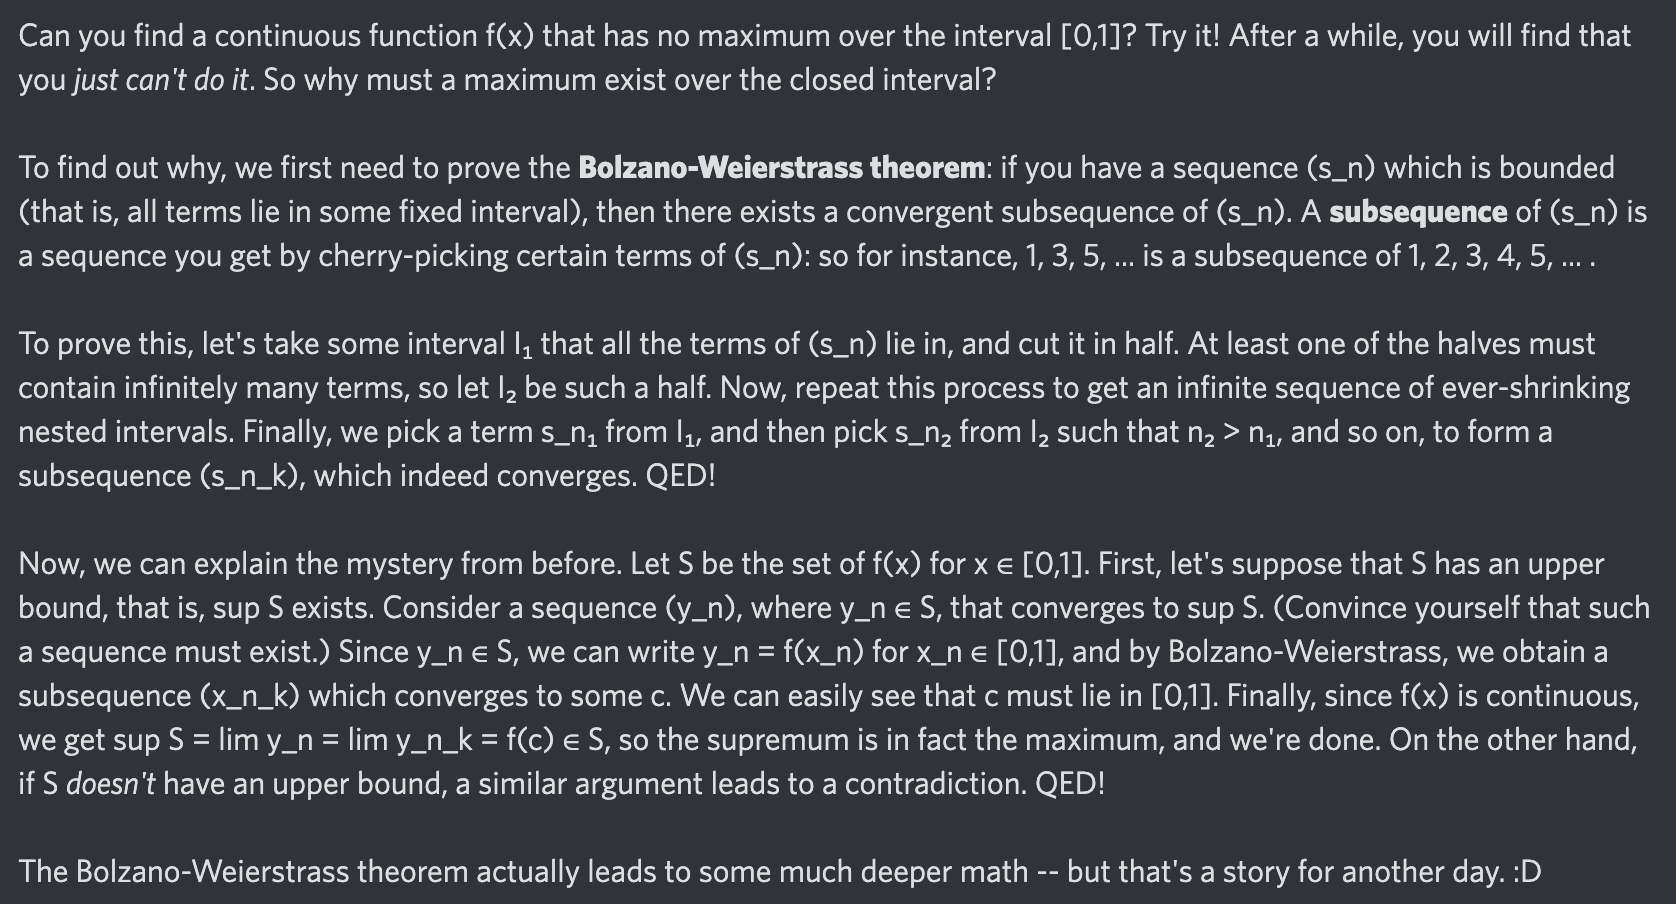 Can you find a continuous function f(x) that has no maximum over the interval [0,1]? Try it! After a while, you will find that
you just can't do it. So why must a maximum exist over the closed interval?
To find out why, we first need to prove the Bolzano-Weierstrass theorem: if you have a sequence (s_n) which is bounded
(that is, all terms lie in some fixed interval), then there exists a convergent subsequence of (s_n). A subsequence of (s_n) is
a sequence you get by cherry-picking certain terms of (s_n): so for instance, 1, 3, 5, ... is a subsequence of 1, 2, 3, 4, 5, ... .
To prove this, let's take some interval I₁ that all the terms of (s_n) lie in, and cut it in half. At least one of the halves must
contain infinitely many terms, so let I₂ be such a half. Now, repeat this process to get an infinite sequence of ever-shrinking
nested intervals. Finally, we pick a term s_n₁ from I₁, and then pick s_n₂ from I₂ such that n₂ > n₁, and so on, to form a
subsequence (s_n_k), which indeed converges. QED!
Now, we can explain the mystery from before. Let S be the set of f(x) for x ∈ [0,1]. First, let's suppose that S has an upper
bound, that is, sup S exists. Consider a sequence (y_n), where y_n ∈ S, that converges to sup S. (Convince yourself that such
a sequence must exist.) Since y_n ∈ S, we can write y_n = f(x_n) for x_n ∈ [0,1], and by Bolzano-Weierstrass, we obtain a
subsequence (x_n_k) which converges to some c. We can easily see that c must lie in [0,1]. Finally, since f(x) is continuous,
we get sup S = lim y_n = lim y_n_k = f(c) ∈ S, so the supremum is in fact the maximum, and we're done. On the other hand,
if S doesn't have an upper bound, a similar argument leads to a contradiction. QED!
The Bolzano-Weierstrass theorem actually leads to some much deeper math -- but that's a story for another day. :D